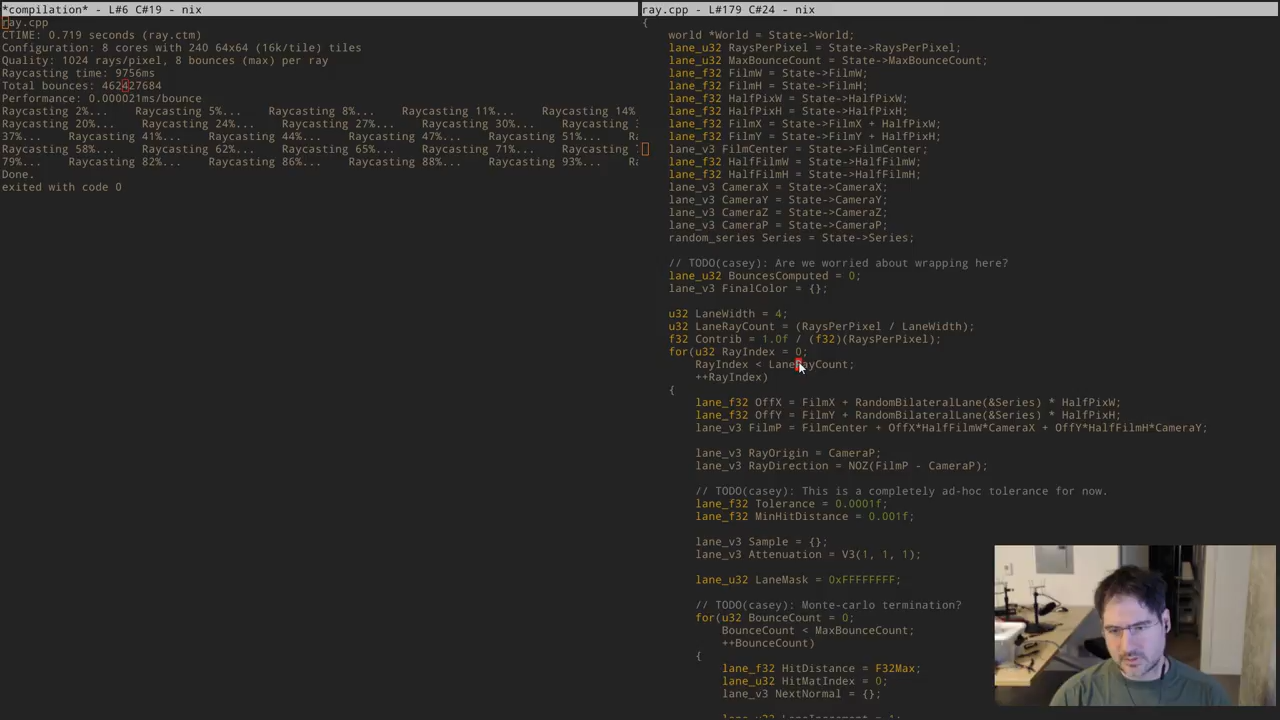 *compilation* - L#6 C#19 - nix
ray.cpp
CTIME: 0.719 seconds (ray.ctm)
Configuration: 8 cores with 240 64x64 (16k/tile) tiles
Quality: 1024 rays/pixel, 8 bounces (max) per ray
Raycasting time: 9756ms
Total bounces: 462427684
Performance: 0.000021ms/bounce
Raycasting 2%... Raycasting 5%... Raycasting 8%... Raycasting 11%... Raycasting 14%
Raycasting 20%... Raycasting 24%... Raycasting 27%... Raycasting 30%... Raycasting
37%... Raycasting 41%... Raycasting 44%... Raycasting 47%... Raycasting 51%... Ra
Raycasting 58%... Raycasting 62%... Raycasting 65%... Raycasting 71%... Raycasting
79%... Raycasting 82%... Raycasting 86%... Raycasting 88%... Raycasting 93%... Ra
Done.
exited with code 0
ray.cpp - L#179 C#24 - nix
{
world *World = State->World;
lane_u32 RaysPerPixel = State->RaysPerPixel;
lane_u32 MaxBounceCount = State->MaxBounceCount;
lane_f32 FilmW = State->FilmW;
lane_f32 FilmH = State->FilmH;
lane_f32 HalfPixW = State->HalfPixW;
lane_f32 HalfPixH = State->HalfPixH;
lane_f32 FilmX = State->FilmX + HalfPixW;
lane_f32 FilmY = State->FilmY + HalfPixH;
lane_v3 FilmCenter = State->FilmCenter;
lane_f32 HalfFilmW = State->HalfFilmW;
lane_f32 HalfFilmH = State->HalfFilmH;
lane_v3 CameraX = State->CameraX;
lane_v3 CameraY = State->CameraY;
lane_v3 CameraZ = State->CameraZ;
lane_v3 CameraP = State->CameraP;
random_series Series = State->Series;
// TODO(casey): Are we worried about wrapping here?
lane_u32 BouncesComputed = 0;
lane_v3 FinalColor = {};
u32 LaneWidth = 4;
u32 LaneRayCount = (RaysPerPixel / LaneWidth);
f32 Contrib = 1.0f / (f32)(RaysPerPixel);
for(u32 RayIndex = 0;
RayIndex < LaneRayCount;
++RayIndex)
{
lane_f32 OffX = FilmX + RandomBilateralLane(&Series) * HalfPixW;
lane_f32 OffY = FilmY + RandomBilateralLane(&Series) * HalfPixH;
lane_v3 FilmP = FilmCenter + OffX*HalfFilmW*CameraX + OffY*HalfFilmH*CameraY;
lane_v3 RayOrigin = CameraP;
lane_v3 RayDirection = NOZ(FilmP - CameraP);
// TODO(casey): This is a completely ad-hoc tolerance for now.
lane_f32 Tolerance = 0.0001f;
lane_f32 MinHitDistance = 0.001f;
lane_v3 Sample = {};
lane_v3 Attenuation = V3(1, 1, 1);
lane_u32 LaneMask = 0xFFFFFFFF;
// TODO(casey): Monte-carlo termination?
for(u32 BounceCount = 0;
BounceCount < MaxBounceCount;
++BounceCount)
{
lane_f32 HitDistance = F32Max;
lane_u32 HitMatIndex = 0;
lane_v3 NextNormal = {};